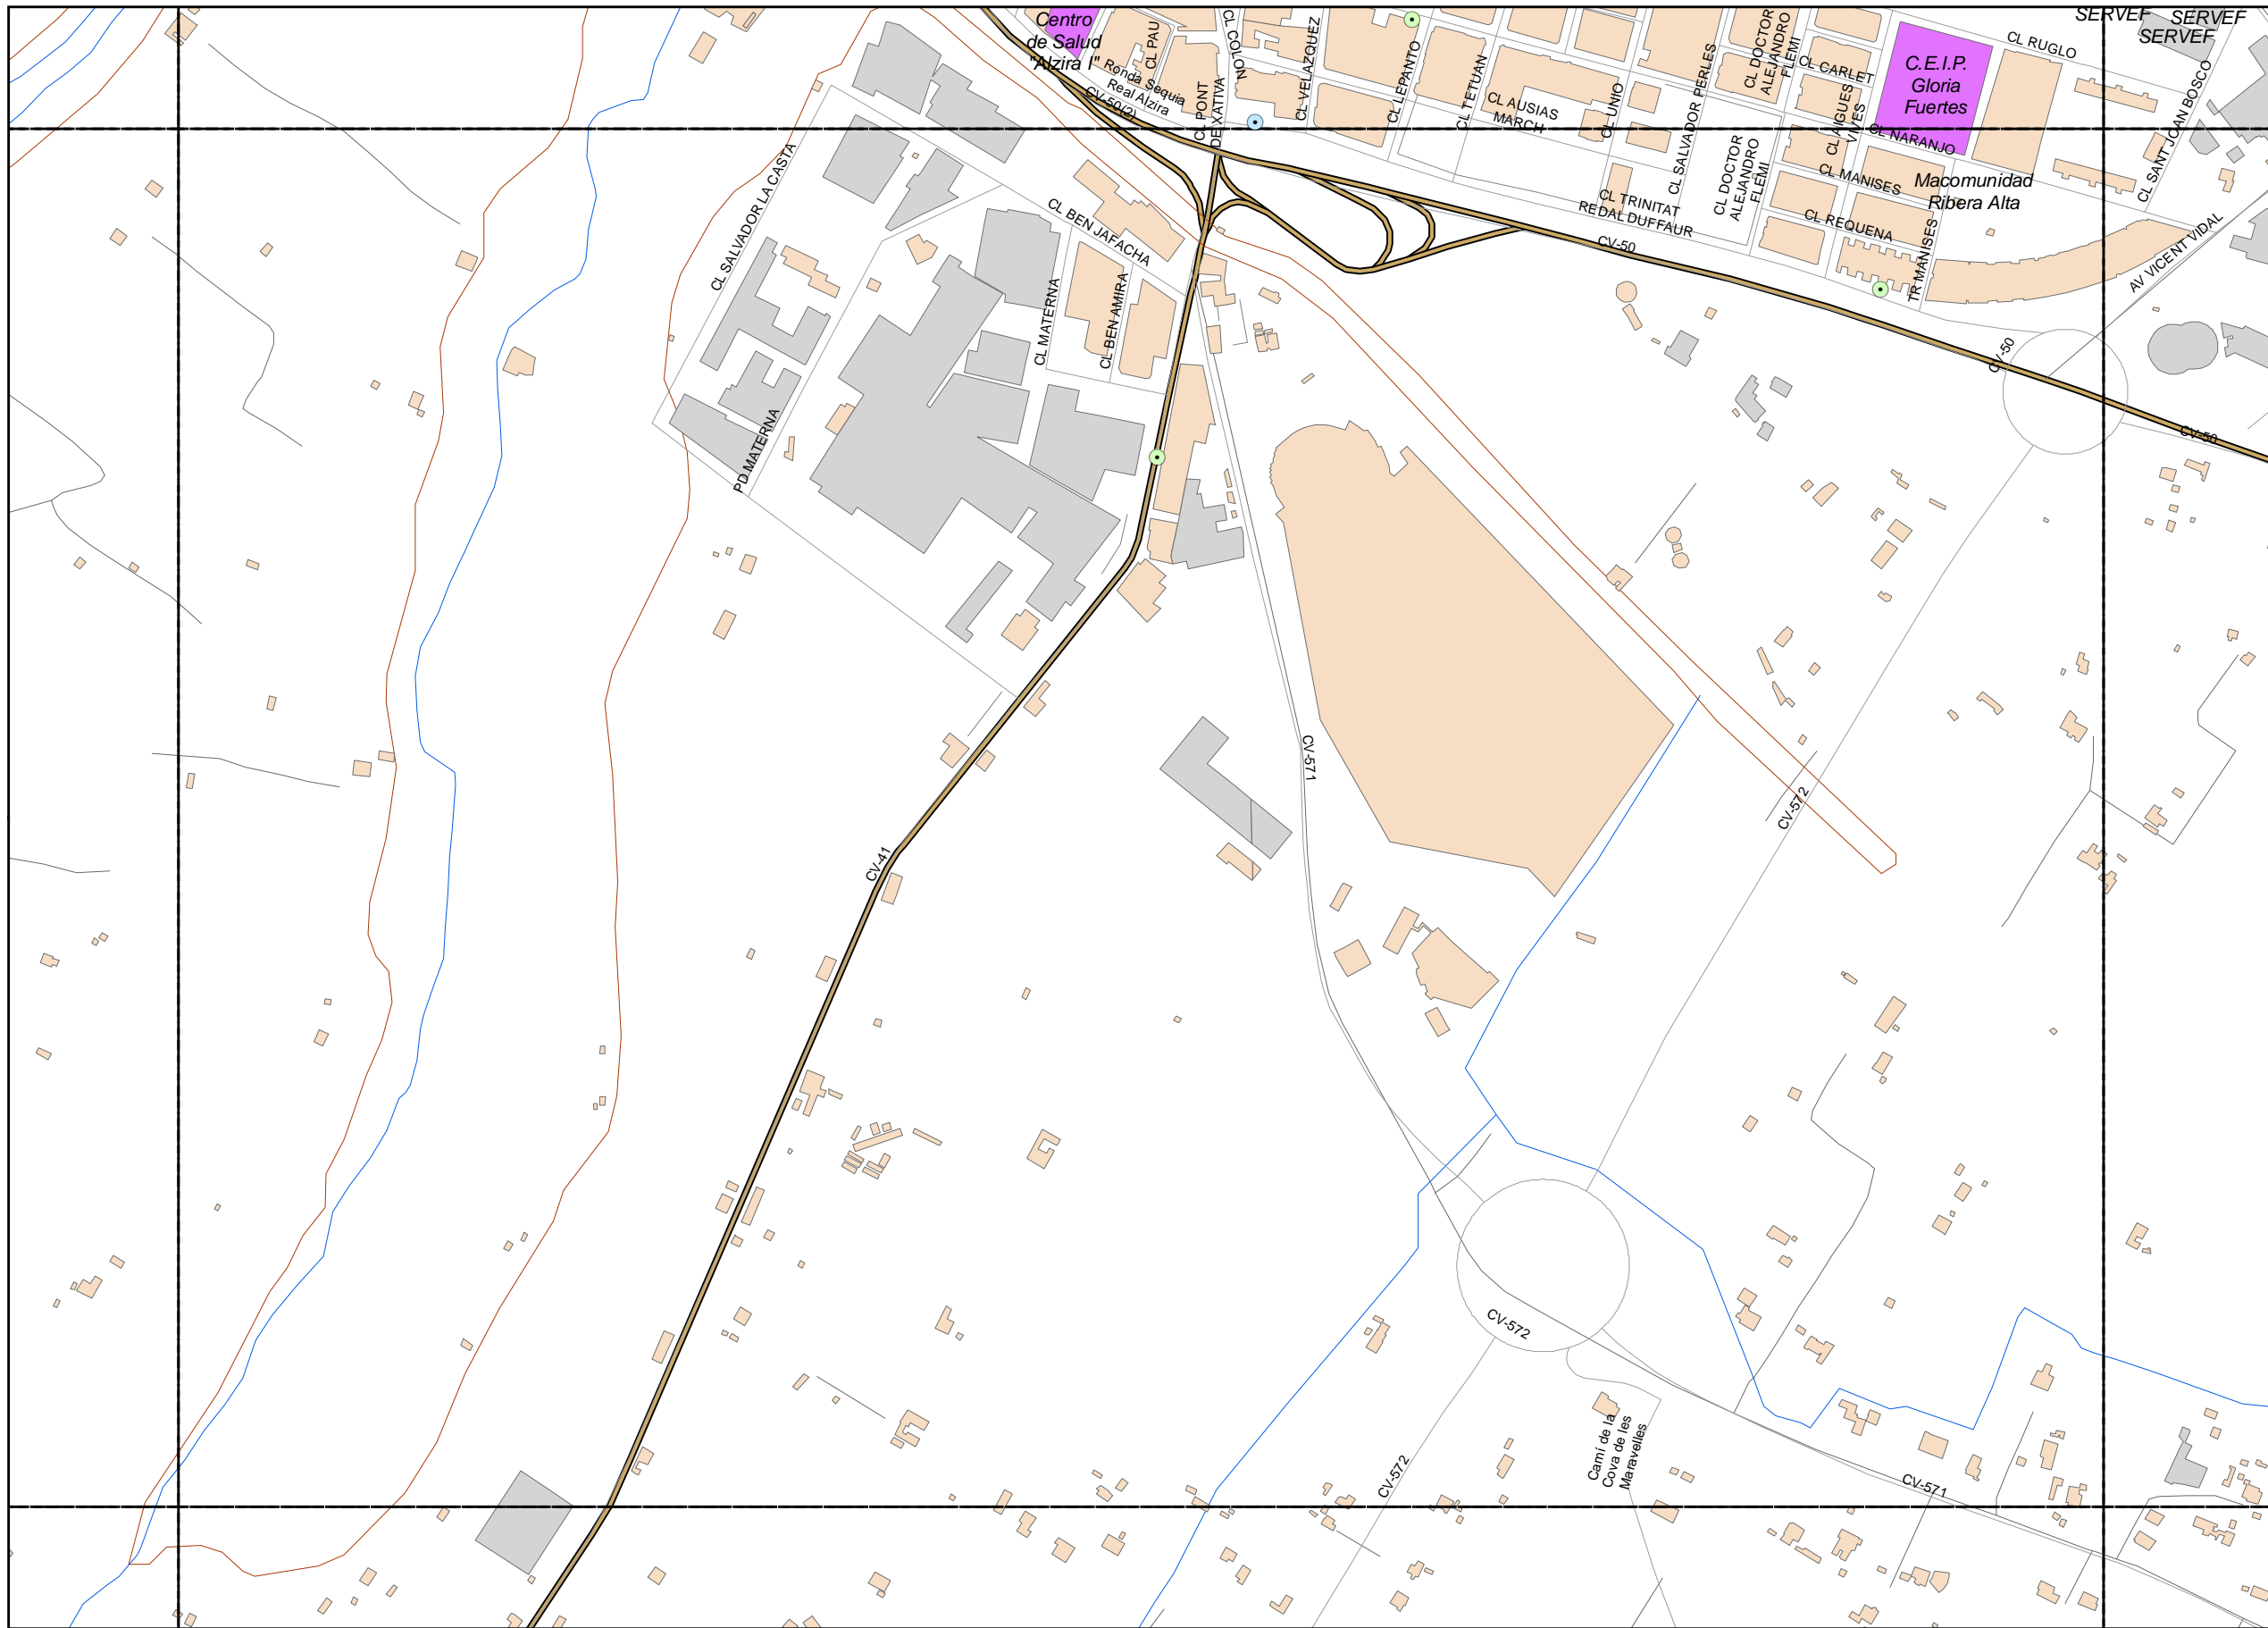 Centro
de Salud
"Alzira I"
CL PAU
CL COLON
CL VELAZQUEZ
CL LEPANTO
CL TETUAN
CL AUSIAS
MARCH
CL UNIO
CL SALVADOR PERLES
CL DOCTOR
ALEJANDRO
FLEMI
CL CARLET
C.E.I.P.
Gloria
Fuertes
CL RUGLO
SERVEF
SERVEF
SERVEF
Ronda Sequia
Real Alzira
CV-50(2)
CL PONT
DE XATIVA
CL AIGUES
VIVES
CL NARANJO
CL SANT JOAN BOSCO
CL SALVADOR LA CASTA
CL BEN JAFACHA
CL TRINITAT
REDAL DUFFAUR
CL DOCTOR
ALEJANDRO
FLEMI
CL MANISES
Macomunidad
Ribera Alta
CL REQUENA
TR MANISES
AV VICENT VIDAL
CV-50
CL MATERNA
CL BEN AMIRA
CV-50
CV-50
PD MATERNA
CV-571
CV-572
CV-41
CV-572
CV-572
Camí de la
Cova de les
Maravelles
CV-571